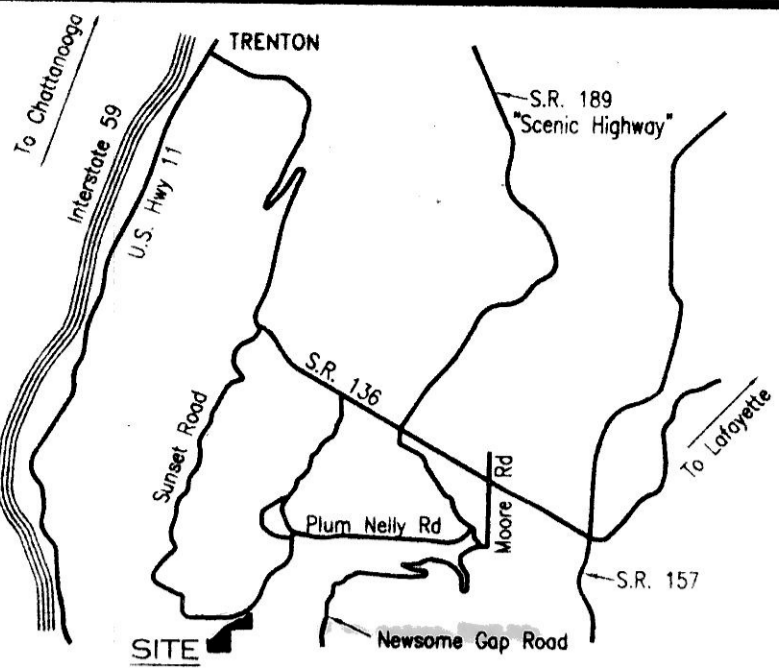 TRENTON
To Chattanooga
Interstate 59
U.S. Hwy 11
S.R. 189
"Scenic Highway"
S.R. 136
Sunset Road
To Lafayette
Moore Rd
Plum Nelly Rd
S.R. 157
Newsome Gap Road
SITE